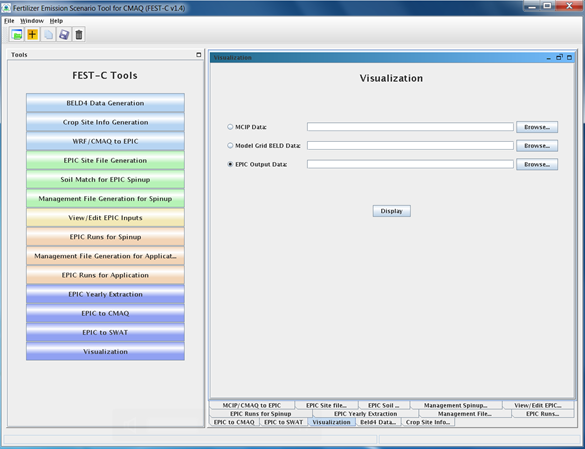 Fertilizer Emission Scenario Tool for CMAQ (FEST-C v1.4)
File Window Help
Tools
FEST-C Tools
BELD4 Data Generation
Crop Site Info Generation
WRF/CMAQ to EPIC
EPIC Site File Generation
Soil Match for EPIC Spinup
Management File Generation for Spinup
View/Edit EPIC Inputs
EPIC Runs for Spinup
Management File Generation for Applicat...
EPIC Runs for Application
EPIC Yearly Extraction
EPIC to CMAQ
EPIC to SWAT
Visualization
Visualization
Visualization
MCIP Data: Browse...
Model Grid BELD Data: Browse...
EPIC Output Data: Browse...
Display
MCIP/CMAQ to EPIC EPIC Site file... EPIC Soil ... Management Spinup... View/Edit EPIC...
EPIC Runs for Spinup EPIC Yearly Extraction Management File... EPIC Runs...
EPIC to CMAQ EPIC to SWAT Visualization Beld4 Data... Crop Site Info...